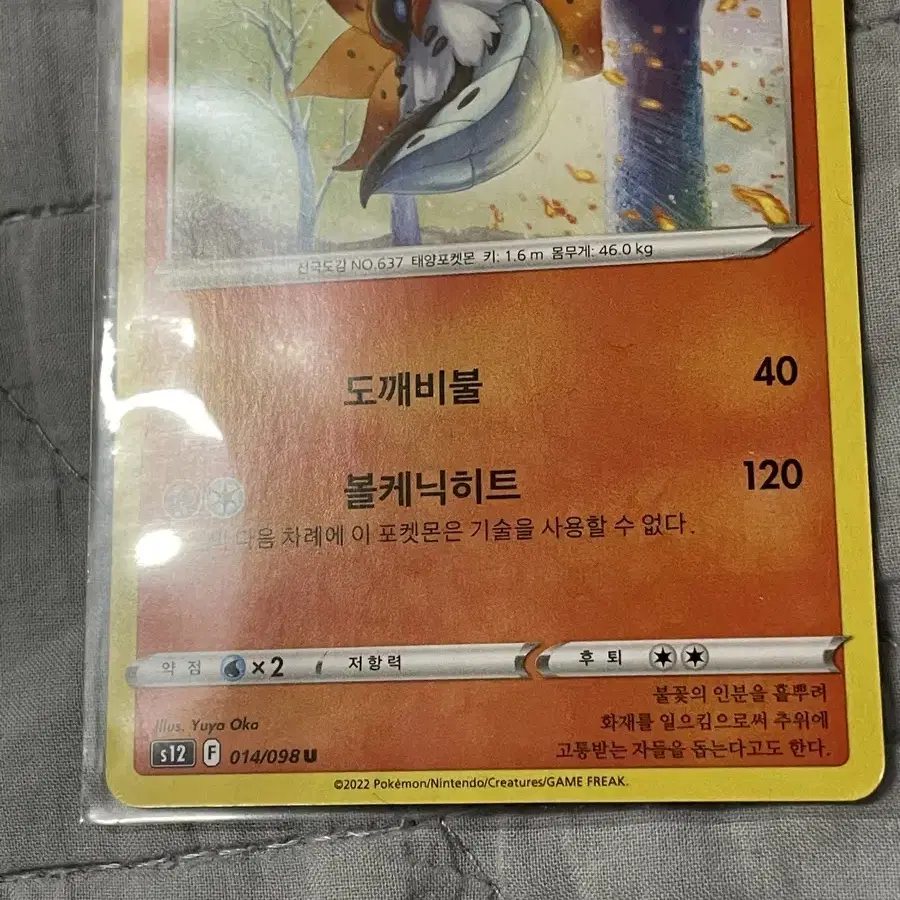 전국도감 NO.637 태양포켓몬 키: 1.6 m 몸무게: 46.0 kg
도깨비불 40
볼케닉히트 120
다음 차례에 이 포켓몬은 기술을 사용할 수 없다.
약점 ×2 저항력 후퇴
불꽃의 인분을 흩뿌려
화재를 일으킴으로써 추위에
고통받는 자들을 돕는다고도 한다.
Illus. Yuya Oka
s12 F 014/098 U
©2022 Pokémon/Nintendo/Creatures/GAME FREAK.